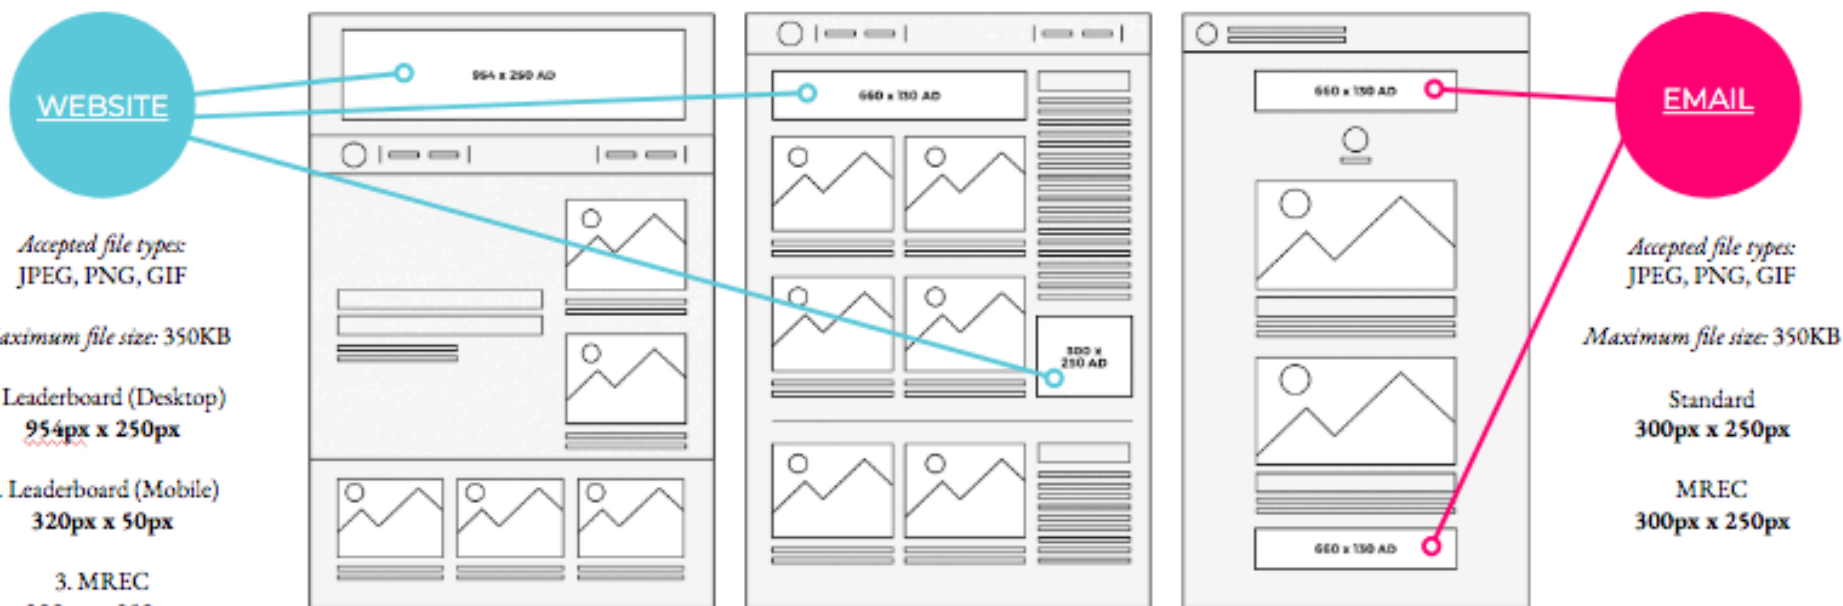 WEBSITE
Accepted file types:
JPEG, PNG, GIF
aximum file size: 350KB
Leaderboard (Desktop)
954px x 250px
. Leaderboard (Mobile)
320px x 50px
3. MREC
954 x 250 AD
660 x 130 AD
300 x
250 AD
660 x 130 AD
660 x 130 AD
EMAIL
Accepted file types:
JPEG, PNG, GIF
Maximum file size: 350KB
Standard
300px x 250px
MREC
300px x 250px